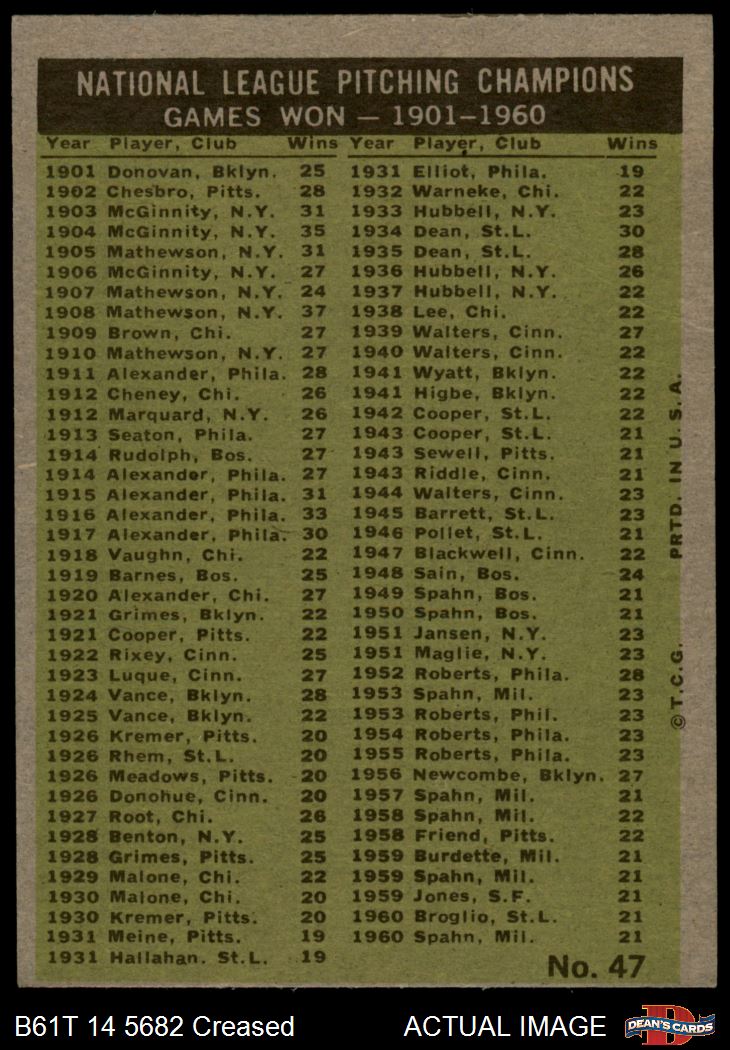 NATIONAL LEAGUE PITCHING CHAMPIONS
GAMES WON — 1901-1960
Year Player, Club Wins
1901 Donovan, Bklyn. 25
1902 Chesbro, Pitts. 28
1903 McGinnity, N.Y. 31
1904 McGinnity, N.Y. 35
1905 Mathewson, N.Y. 31
1906 McGinnity, N.Y. 27
1907 Mathewson, N.Y. 24
1908 Mathewson, N.Y. 37
1909 Brown, Chi. 27
1910 Mathewson, N.Y. 27
1911 Alexander, Phila. 28
1912 Cheney, Chi. 26
1912 Marquard, N.Y. 26
1913 Seaton, Phila. 27
1914 Rudolph, Bos. 27
1914 Alexander, Phila. 27
1915 Alexander, Phila. 31
1916 Alexander, Phila. 33
1917 Alexander, Phila. 30
1918 Vaughn, Chi. 22
1919 Barnes, Bos. 25
1920 Alexander, Chi. 27
1921 Grimes, Bklyn. 22
1921 Cooper, Pitts. 22
1922 Rixey, Cinn. 25
1923 Luque, Cinn. 27
1924 Vance, Bklyn. 28
1925 Vance, Bklyn. 22
1926 Kremer, Pitts. 20
1926 Rhem, St.L. 20
1926 Meadows, Pitts. 20
1926 Donohue, Cinn. 20
1927 Root, Chi. 26
1928 Benton, N.Y. 25
1928 Grimes, Pitts. 25
1929 Malone, Chi. 22
1930 Malone, Chi. 20
1930 Kremer, Pitts. 20
1931 Meine, Pitts. 19
1931 Hallahan. St.L. 19
Year Player, Club Wins
1931 Elliot, Phila. 19
1932 Warneke, Chi. 22
1933 Hubbell, N.Y. 23
1934 Dean, St.L. 30
1935 Dean, St.L. 28
1936 Hubbell, N.Y. 26
1937 Hubbell, N.Y. 22
1938 Lee, Chi. 22
1939 Walters, Cinn. 27
1940 Walters, Cinn. 22
1941 Wyatt, Bklyn. 22
1941 Higbe, Bklyn. 22
1942 Cooper, St.L. 22
1943 Cooper, St.L. 21
1943 Sewell, Pitts. 21
1943 Riddle, Cinn. 21
1944 Walters, Cinn. 23
1945 Barrett, St.L. 23
1946 Pollet, St.L. 21
1947 Blackwell, Cinn. 22
1948 Sain, Bos. 24
1949 Spahn, Bos. 21
1950 Spahn, Bos. 21
1951 Jansen, N.Y. 23
1951 Maglie, N.Y. 23
1952 Roberts, Phila. 28
1953 Spahn, Mil. 23
1953 Roberts, Phil. 23
1954 Roberts, Phila. 23
1955 Roberts, Phila. 23
1956 Newcombe, Bklyn. 27
1957 Spahn, Mil. 21
1958 Spahn, Mil. 22
1958 Friend, Pitts. 22
1959 Burdette, Mil. 21
1959 Spahn, Mil. 21
1959 Jones, S.F. 21
1960 Broglio, St.L. 21
1960 Spahn, Mil. 21
No. 47
©T.C.G. PRTD. IN U.S.A.
B61T 14 5682 Creased
ACTUAL IMAGE
DEAN'S CARDS